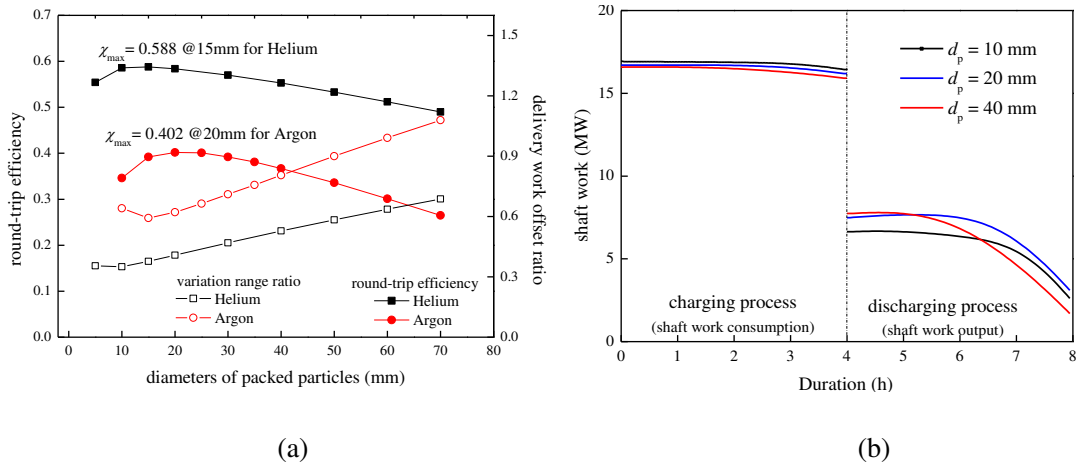 0.7
0.6
0.5
0.4
0.3
0.2
0.1
0.0
round-trip efficiency
χmax = 0.588 @15mm for Helium
χmax = 0.402 @20mm for Argon
variation range ratio
Helium
Argon
round-trip efficiency
Helium
Argon
1.5
1.2
0.9
0.6
0.3
0.0
delivery work offset ratio
0 10 20 30 40 50 60 70 80
diameters of packed particles (mm)
(a)
20
15
10
5
0
shaft work (MW)
dp = 10 mm
dp = 20 mm
dp = 40 mm
charging process
(shaft work consumption)
discharging process
(shaft work output)
0 1 2 3 4 5 6 7 8
Duration (h)
(b)